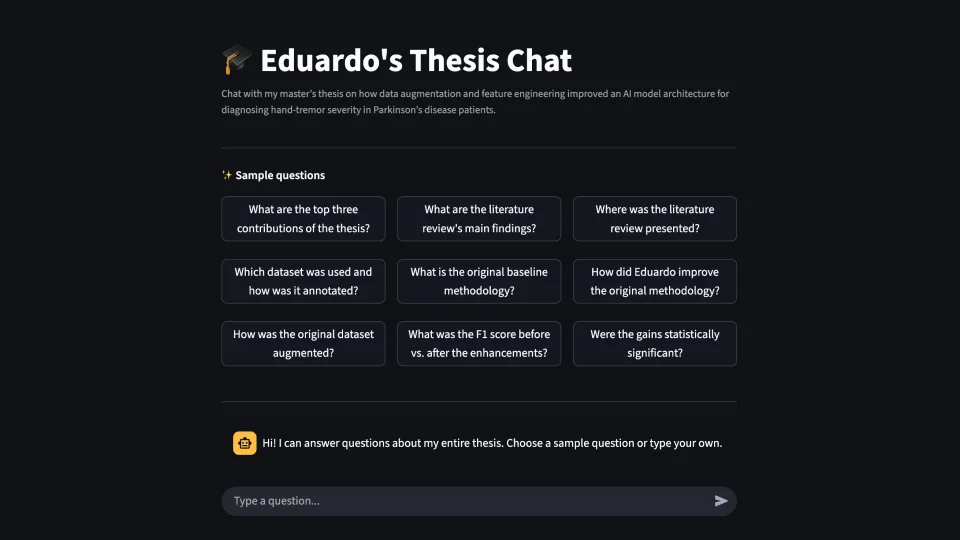 Eduardo's Thesis Chat
Chat with my master's thesis on how data augmentation and feature engineering improved an AI model architecture for
diagnosing hand-tremor severity in Parkinson's disease patients.
Sample questions
What are the top three
contributions of the thesis?
What are the literature
review's main findings?
Where was the literature
review presented?
Which dataset was used and
how was it annotated?
What is the original baseline
methodology?
How did Eduardo improve
the original methodology?
How was the original dataset
augmented?
What was the F1 score before
vs. after the enhancements?
Were the gains statistically
significant?
Hi! I can answer questions about my entire thesis. Choose a sample question or type your own.
Type a question...